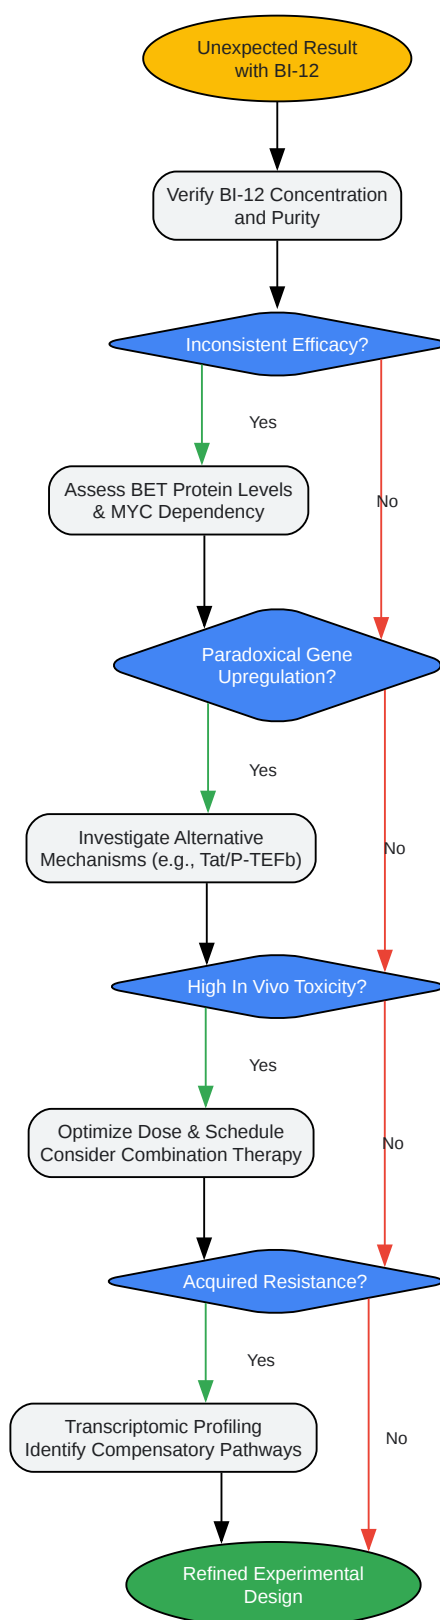 Unexpected Result
with BI-12
Verify BI-12 Concentration
and Purity
Inconsistent Efficacy?
Yes
Assess BET Protein Levels
& MYC Dependency
No
Paradoxical Gene
Upregulation?
Yes
Investigate Alternative
Mechanisms (e.g., Tat/P-TEFb)
No
High In Vivo Toxicity?
Yes
Optimize Dose & Schedule
Consider Combination Therapy
No
Acquired Resistance?
Yes
Transcriptomic Profiling
Identify Compensatory Pathways
No
Refined Experimental
Design